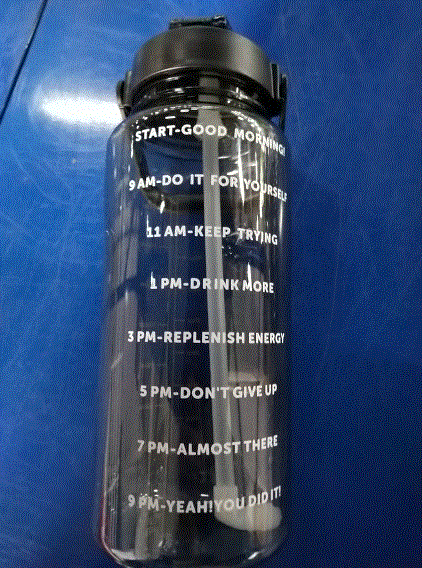 START-GOOD MORNING!
9 AM-DO IT FOR YOURSELF
11 AM-KEEP TRYING
1 PM-DRINK MORE
3 PM-REPLENISH ENERGY
5 PM-DON'T GIVE UP
7 PM-ALMOST THERE
9 PM-YEAH!YOU DID IT!